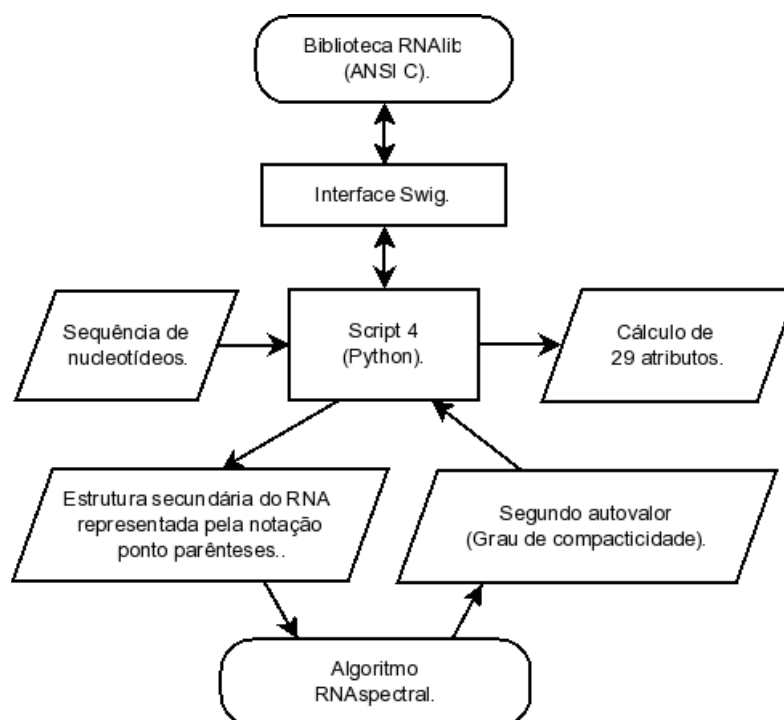 Biblioteca RNAlib
(ANSI C).
Interface Swig.
Sequência de
nucleotídeos.
Script 4
(Python).
Cálculo de
29 atributos.
Estrutura secundária do RNA
representada pela notação
ponto parênteses..
Segundo autovalor
(Grau de compacticidade).
Algoritmo
RNAspectral.